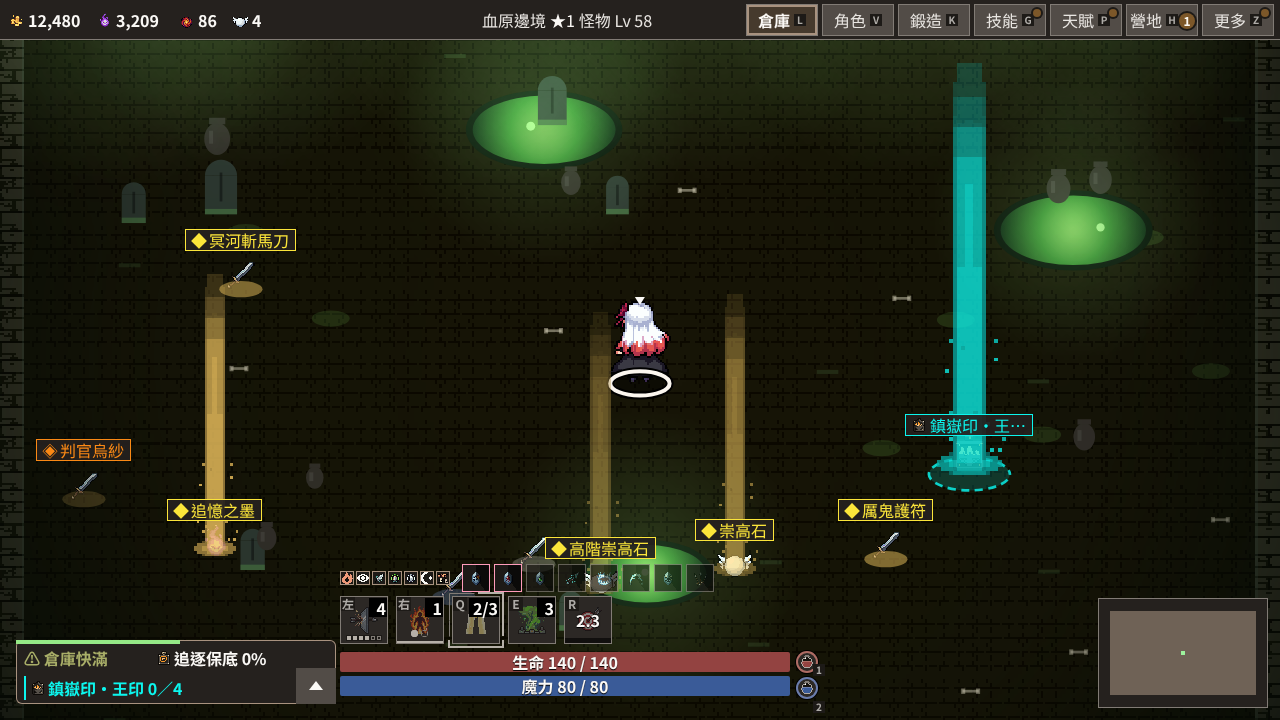 12,480 3,209 86 4
血原邊境 ★1 怪物 Lv 58
倉庫 L 角色 V 鍛造 K 技能 G 天賦 P 營地 H 1 更多 Z
冥河斬馬刀
鎮嶽印・王…
判官烏紗
追憶之墨
厲鬼護符
崇高石
高階崇高石
左 4 右 1 Q 2/3 E 3 R 2/3
倉庫快滿 追逐保底 0%
鎮嶽印・王印 0／4
生命 140 / 140
1
魔力 80 / 80
2